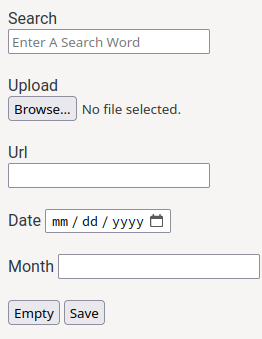 Search
Enter A Search Word
Upload
Browse... No file selected.
Url
Date mm / dd / yyyy
Month
Empty Save